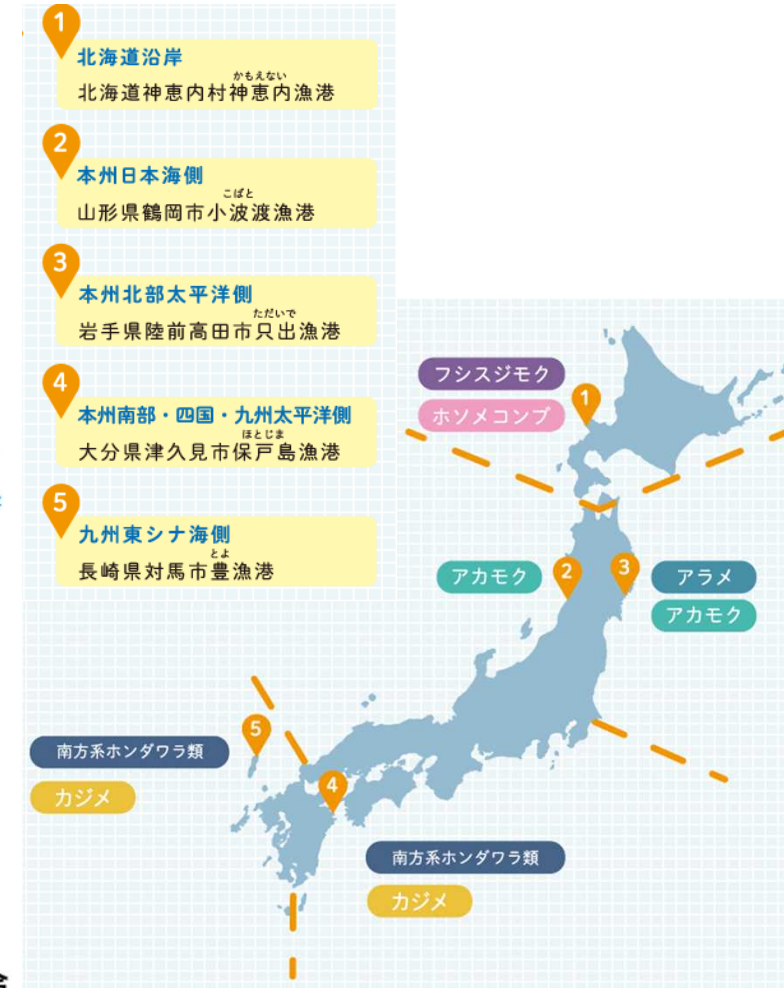 1
北海道沿岸
かもえない
北海道神恵内村神恵内漁港
2
本州日本海側
こばと
山形県鶴岡市小波渡漁港
3
本州北部太平洋側
ただいで
岩手県陸前高田市只出漁港
4
本州南部・四国・九州太平洋側
ほとじま
大分県津久見市保戸島漁港
5
九州東シナ海側
とよ
長崎県対馬市豊漁港
フシスジモク
ホソメコンブ
1
アカモク
2
3
アラメ
アカモク
5
南方系ホンダワラ類
カジメ
4
南方系ホンダワラ類
カジメ